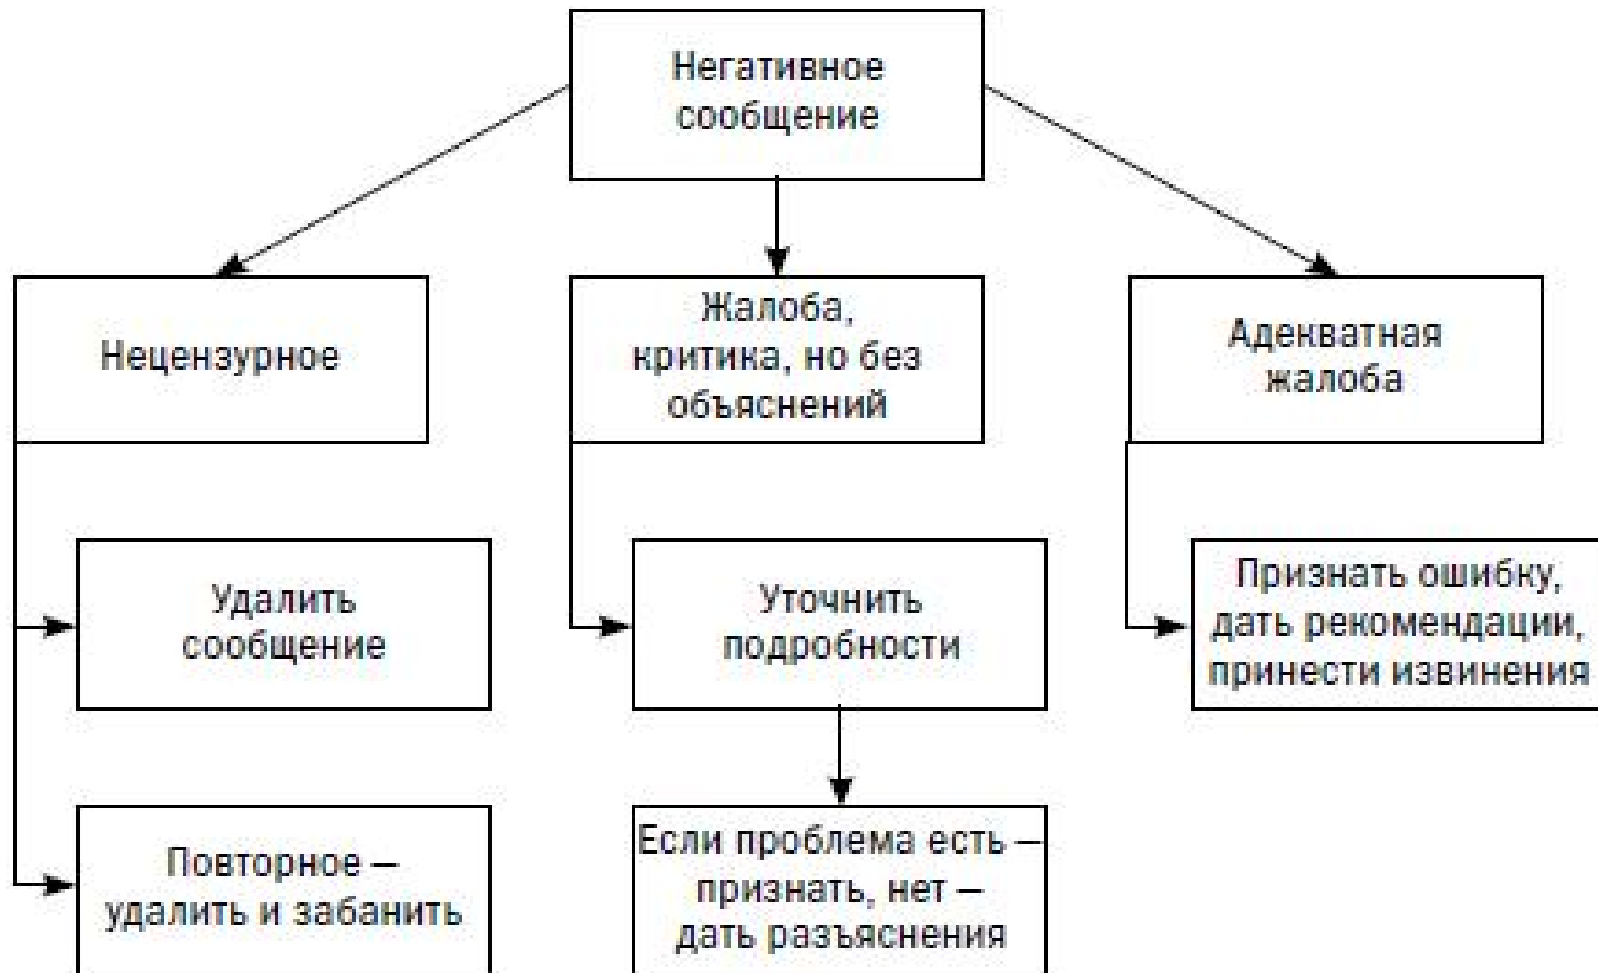 Негативное
сообщение
Нецензурное
Жалоба,
критика, но без
объяснений
Адекватная
жалоба
Удалить
сообщение
Уточнить
подробности
Признать ошибку,
дать рекомендации,
принести извинения
Повторное —
удалить и забанить
Если проблема есть —
признать, нет —
дать разъяснения